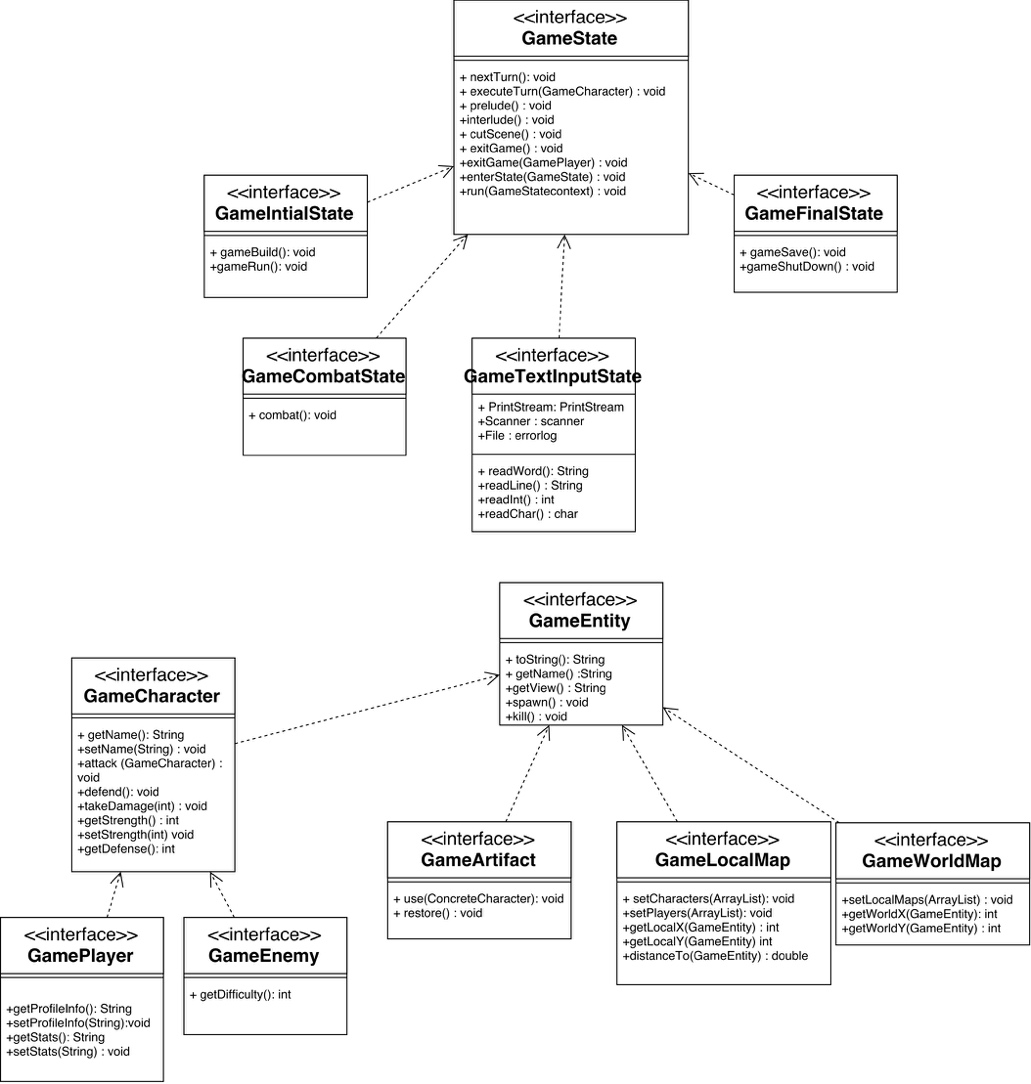 <<interface>>
GameState
+ nextTurn(): void
+ executeTurn(GameCharacter) : void
+ prelude() : void
+interlude() : void
+ cutScene() : void
+ exitGame() : void
+exitGame(GamePlayer) : void
+enterState(GameState) : void
+run(GameStatecontext) : void
<<interface>>
GameIntialState
+ gameBuild(): void
+gameRun(): void
<<interface>>
GameFinalState
+ gameSave(): void
+gameShutDown() : void
<<interface>>
GameCombatState
+ combat(): void
<<interface>>
GameTextInputState
+ PrintStream: PrintStream
+Scanner : scanner
+File : errorlog
+ readWord(): String
+readLine() : String
+readInt() : int
+readChar() : char
<<interface>>
GameEntity
+ toString(): String
+ getName() :String
+getView() : String
+spawn() : void
+kill() : void
<<interface>>
GameCharacter
+ getName(): String
+setName(String) : void
+attack (GameCharacter) :
void
+defend(): void
+takeDamage(int) : void
+getStrength() : int
+setStrength(int) void
+getDefense(): int
<<interface>>
GameArtifact
+ use(ConcreteCharacter): void
+ restore() : void
<<interface>>
GameLocalMap
+ setCharacters(ArrayList): void
+setPlayers(ArrayList): void
+getLocalX(GameEntity) : int
+getLocalY(GameEntity) int
+distanceTo(GameEntity) : double
<<interface>>
GameWorldMap
+setLocalMaps(ArrayList) : void
+getWorldX(GameEntity): int
+getWorldY(GameEntity) : int
<<interface>>
GamePlayer
+getProfileInfo(): String
+setProfileInfo(String):void
+getStats(): String
+setStats(String) : void
<<interface>>
GameEnemy
+ getDifficulty(): int